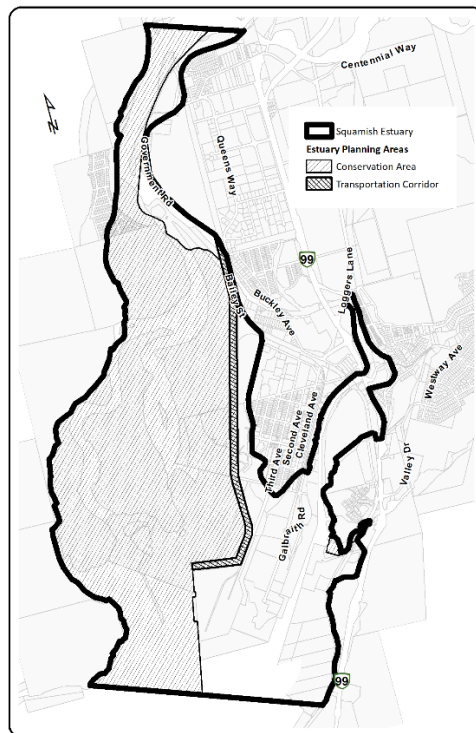 Centennial Way
N
Squamish Estuary
Estuary Planning Areas
Conservation Area
Transportation Corridor
Queens Way
Government Rd
99
Loggers Lane
Bailey St
Buckley Ave
Westway Ave
Third Ave
Second Ave
Cleveland Ave
Valley Dr
Galbraith Rd
99